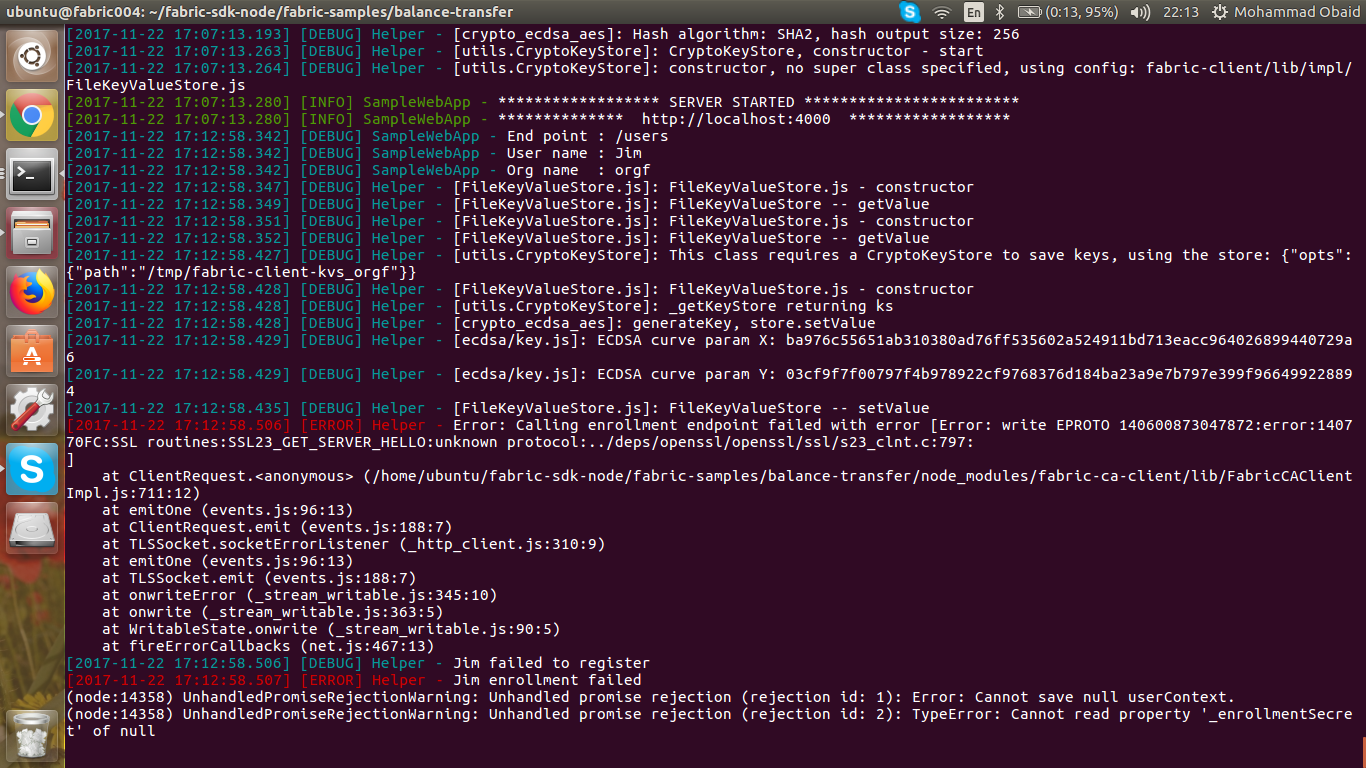 ubuntu@fabric004: ~/fabric-sdk-node/fabric-samples/balance-transfer
En
(0:13, 95%)
22:13
Mohammad Obaid
[2017-11-22 17:07:13.193] [DEBUG] Helper - [crypto_ecdsa_aes]: Hash algorithm: SHA2, hash output size: 256
[2017-11-22 17:07:13.263] [DEBUG] Helper - [utils.CryptoKeyStore]: CryptoKeyStore, constructor - start
[2017-11-22 17:07:13.264] [DEBUG] Helper - [utils.CryptoKeyStore]: constructor, no super class specified, using config: fabric-client/lib/impl/
FileKeyValueStore.js
[2017-11-22 17:07:13.280] [INFO] SampleWebApp - ****************** SERVER STARTED ************************
[2017-11-22 17:07:13.280] [INFO] SampleWebApp - **************  http://localhost:4000  ******************
[2017-11-22 17:12:58.342] [DEBUG] SampleWebApp - End point : /users
[2017-11-22 17:12:58.342] [DEBUG] SampleWebApp - User name : Jim
[2017-11-22 17:12:58.342] [DEBUG] SampleWebApp - Org name  : orgf
[2017-11-22 17:12:58.347] [DEBUG] Helper - [FileKeyValueStore.js]: FileKeyValueStore.js - constructor
[2017-11-22 17:12:58.349] [DEBUG] Helper - [FileKeyValueStore.js]: FileKeyValueStore -- getValue
[2017-11-22 17:12:58.351] [DEBUG] Helper - [FileKeyValueStore.js]: FileKeyValueStore.js - constructor
[2017-11-22 17:12:58.352] [DEBUG] Helper - [FileKeyValueStore.js]: FileKeyValueStore -- getValue
[2017-11-22 17:12:58.427] [DEBUG] Helper - [utils.CryptoKeyStore]: This class requires a CryptoKeyStore to save keys, using the store: {"opts":
{"path":"/tmp/fabric-client-kvs_orgf"}}
[2017-11-22 17:12:58.428] [DEBUG] Helper - [FileKeyValueStore.js]: FileKeyValueStore.js - constructor
[2017-11-22 17:12:58.428] [DEBUG] Helper - [utils.CryptoKeyStore]: _getKeyStore returning ks
[2017-11-22 17:12:58.428] [DEBUG] Helper - [crypto_ecdsa_aes]: generateKey, store.setValue
[2017-11-22 17:12:58.429] [DEBUG] Helper - [ecdsa/key.js]: ECDSA curve param X: ba976c55651ab310380ad76ff535602a524911bd713eacc964026899440729a
6
[2017-11-22 17:12:58.429] [DEBUG] Helper - [ecdsa/key.js]: ECDSA curve param Y: 03cf9f7f00797f4b978922cf9768376d184ba23a9e7b797e399f96649922889
4
[2017-11-22 17:12:58.435] [DEBUG] Helper - [FileKeyValueStore.js]: FileKeyValueStore -- setValue
[2017-11-22 17:12:58.506] [ERROR] Helper - Error: Calling enrollment endpoint failed with error [Error: write EPROTO 140600873047872:error:1407
70FC:SSL routines:SSL23_GET_SERVER_HELLO:unknown protocol:../deps/openssl/openssl/ssl/s23_clnt.c:797:
]
at ClientRequest.<anonymous> (/home/ubuntu/fabric-sdk-node/fabric-samples/balance-transfer/node_modules/fabric-ca-client/lib/FabricCAClient
Impl.js:711:12)
at emitOne (events.js:96:13)
at ClientRequest.emit (events.js:188:7)
at TLSSocket.socketErrorListener (_http_client.js:310:9)
at emitOne (events.js:96:13)
at TLSSocket.emit (events.js:188:7)
at onwriteError (_stream_writable.js:345:10)
at onwrite (_stream_writable.js:363:5)
at WritableState.onwrite (_stream_writable.js:90:5)
at fireErrorCallbacks (net.js:467:13)
[2017-11-22 17:12:58.506] [DEBUG] Helper - Jim failed to register
[2017-11-22 17:12:58.507] [ERROR] Helper - Jim enrollment failed
(node:14358) UnhandledPromiseRejectionWarning: Unhandled promise rejection (rejection id: 1): Error: Cannot save null userContext.
(node:14358) UnhandledPromiseRejectionWarning: Unhandled promise rejection (rejection id: 2): TypeError: Cannot read property '_enrollmentSecre
t' of null